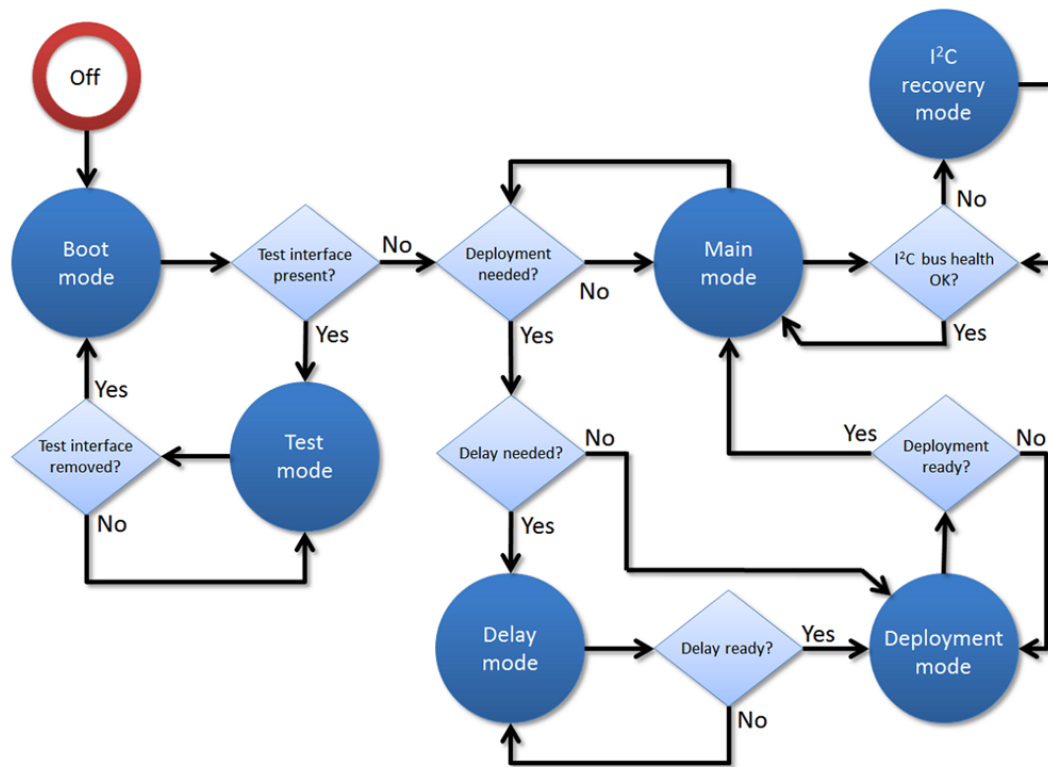 Off
I²C
recovery
mode
No
Boot
mode
Test interface
present?
No
Deployment
needed?
No
Main
mode
I²C bus health
OK?
Yes
Yes
Yes
Yes
Test interface
removed?
No
Test
mode
Delay needed?
No
Yes
Yes
Deployment
ready?
No
Delay
mode
Delay ready?
Yes
No
Deployment
mode